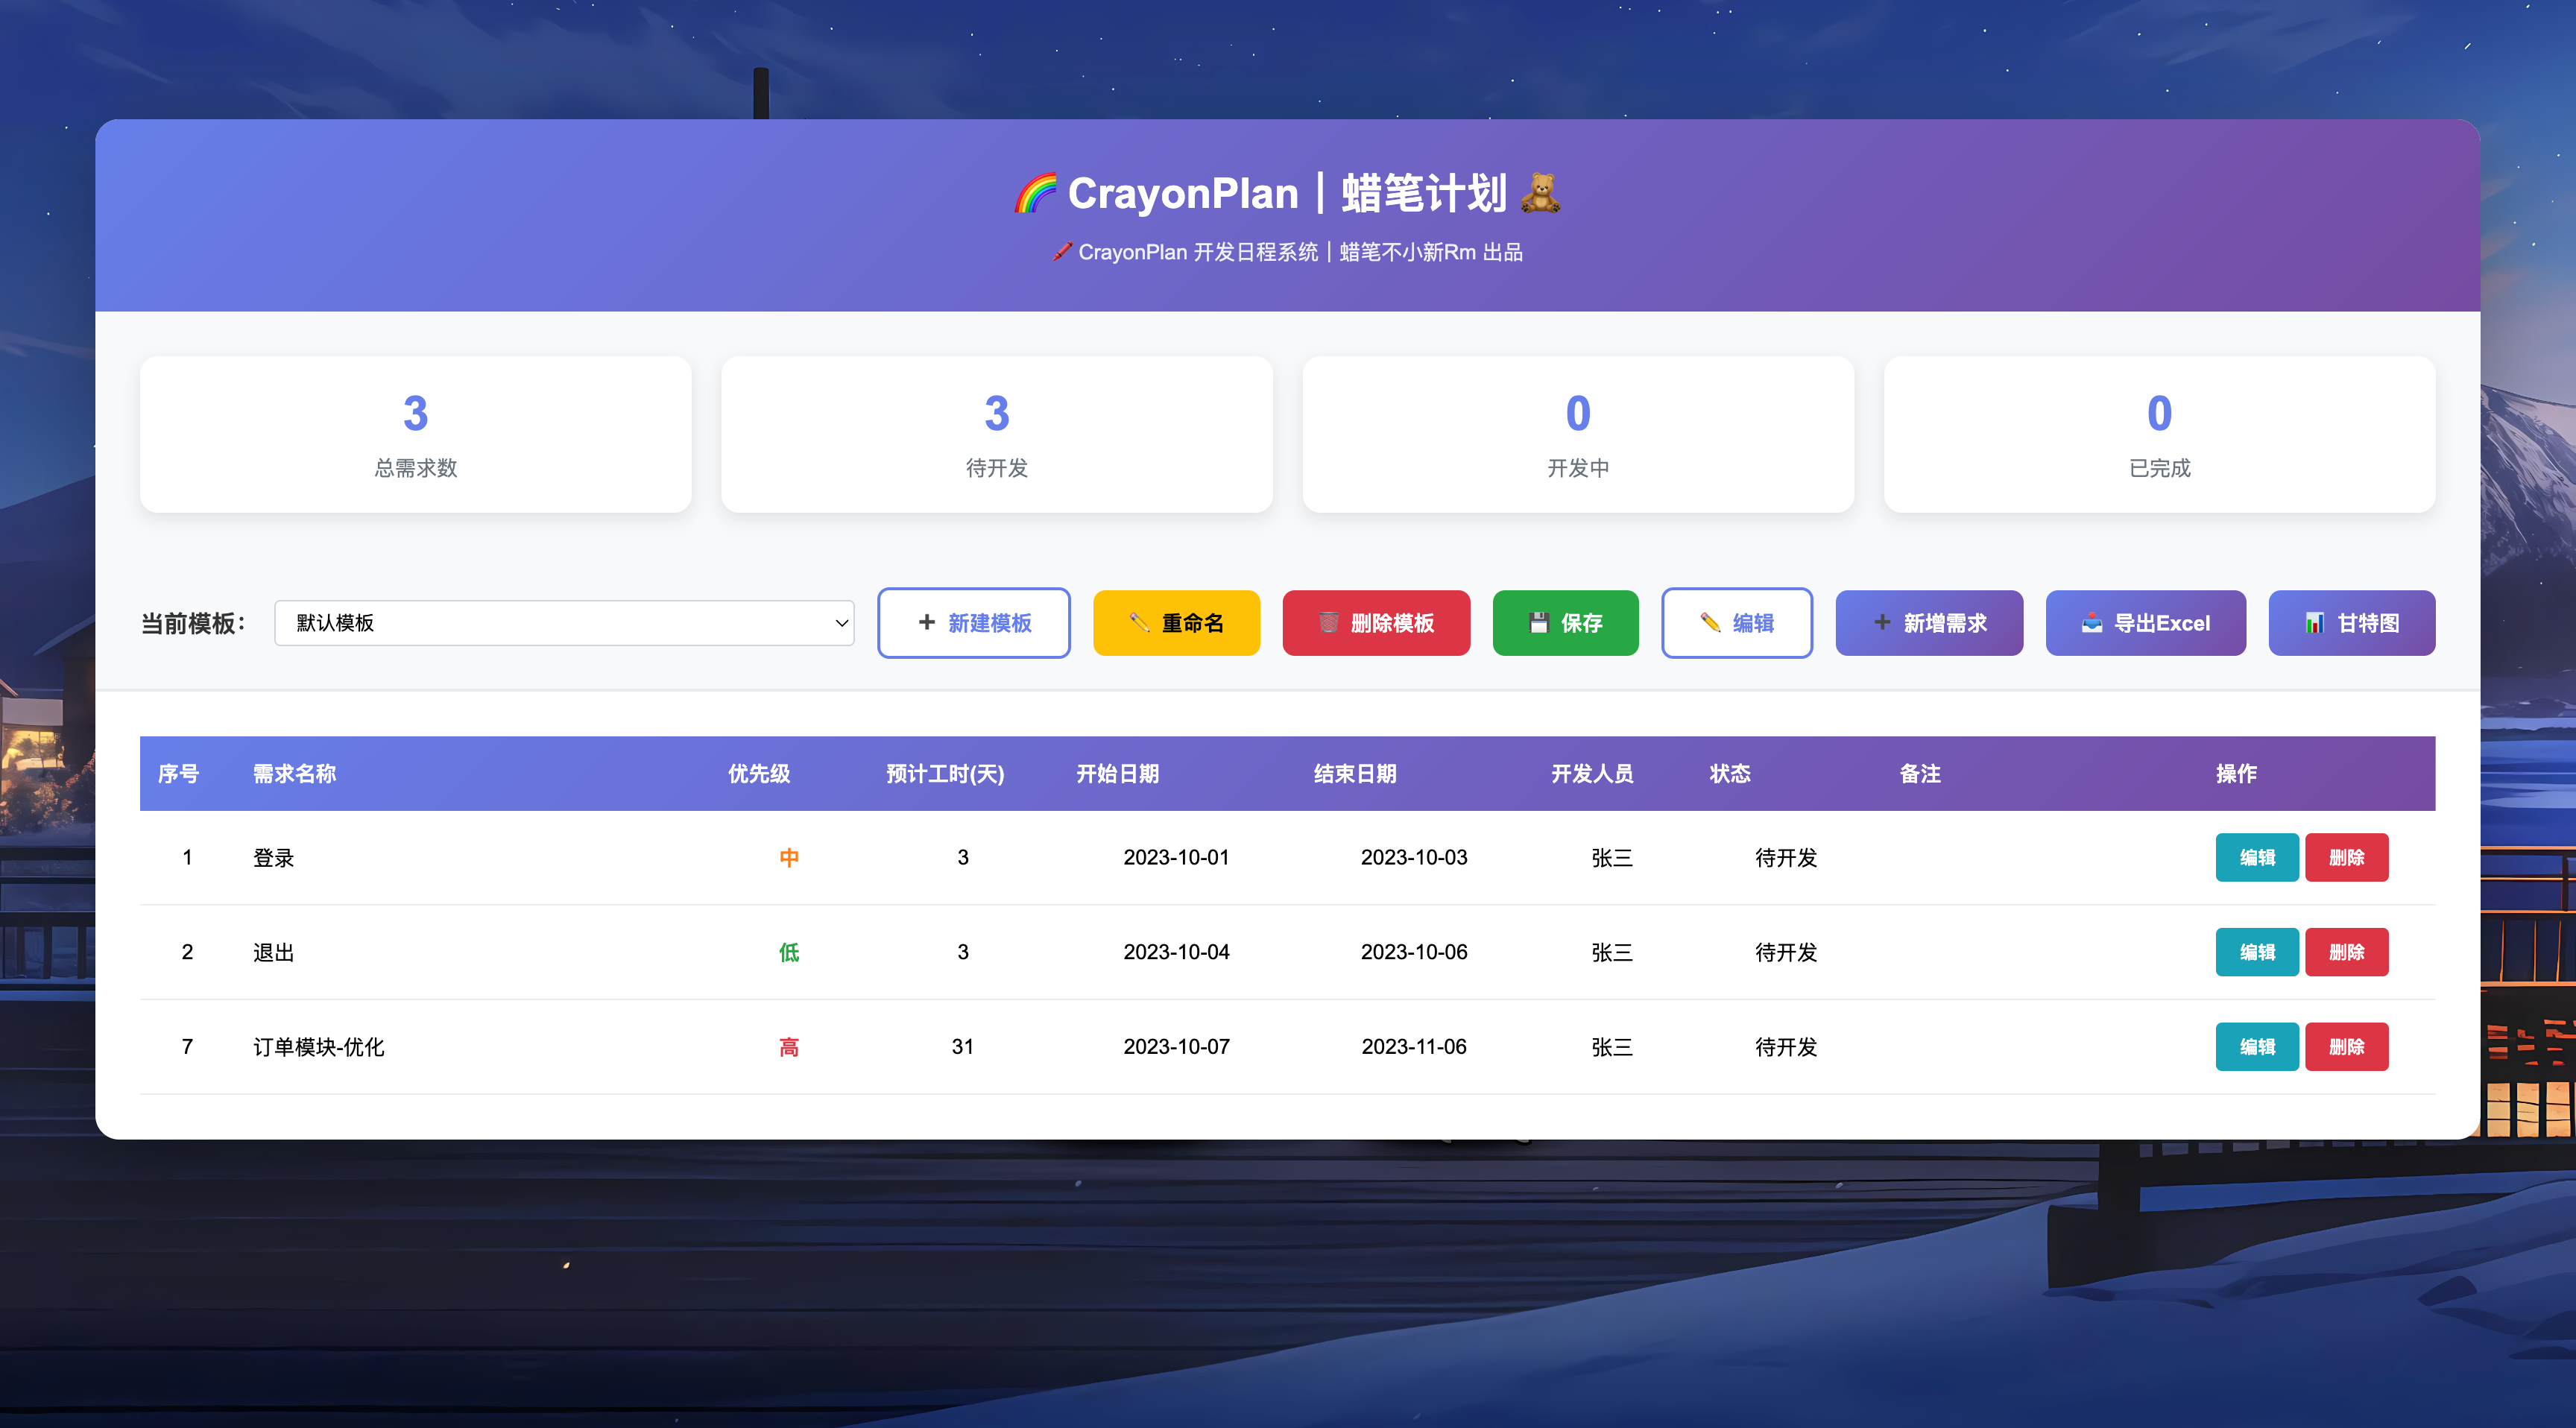 🌈 CrayonPlan｜蜡笔计划 🧸
🖍️ CrayonPlan 开发日程系统｜蜡笔不小新Rm 出品
3
总需求数
3
待开发
0
开发中
0
已完成
当前模板： 默认模板 ➕ 新建模板 ✏️ 重命名 🗑️ 删除模板 💾 保存 ✏️ 编辑 ➕ 新增需求 📤 导出Excel 📊 甘特图
序号 需求名称 优先级 预计工时(天) 开始日期 结束日期 开发人员 状态 备注 操作
1 登录 中 3 2023-10-01 2023-10-03 张三 待开发 编辑 删除
2 退出 低 3 2023-10-04 2023-10-06 张三 待开发 编辑 删除
7 订单模块-优化 高 31 2023-10-07 2023-11-06 张三 待开发 编辑 删除